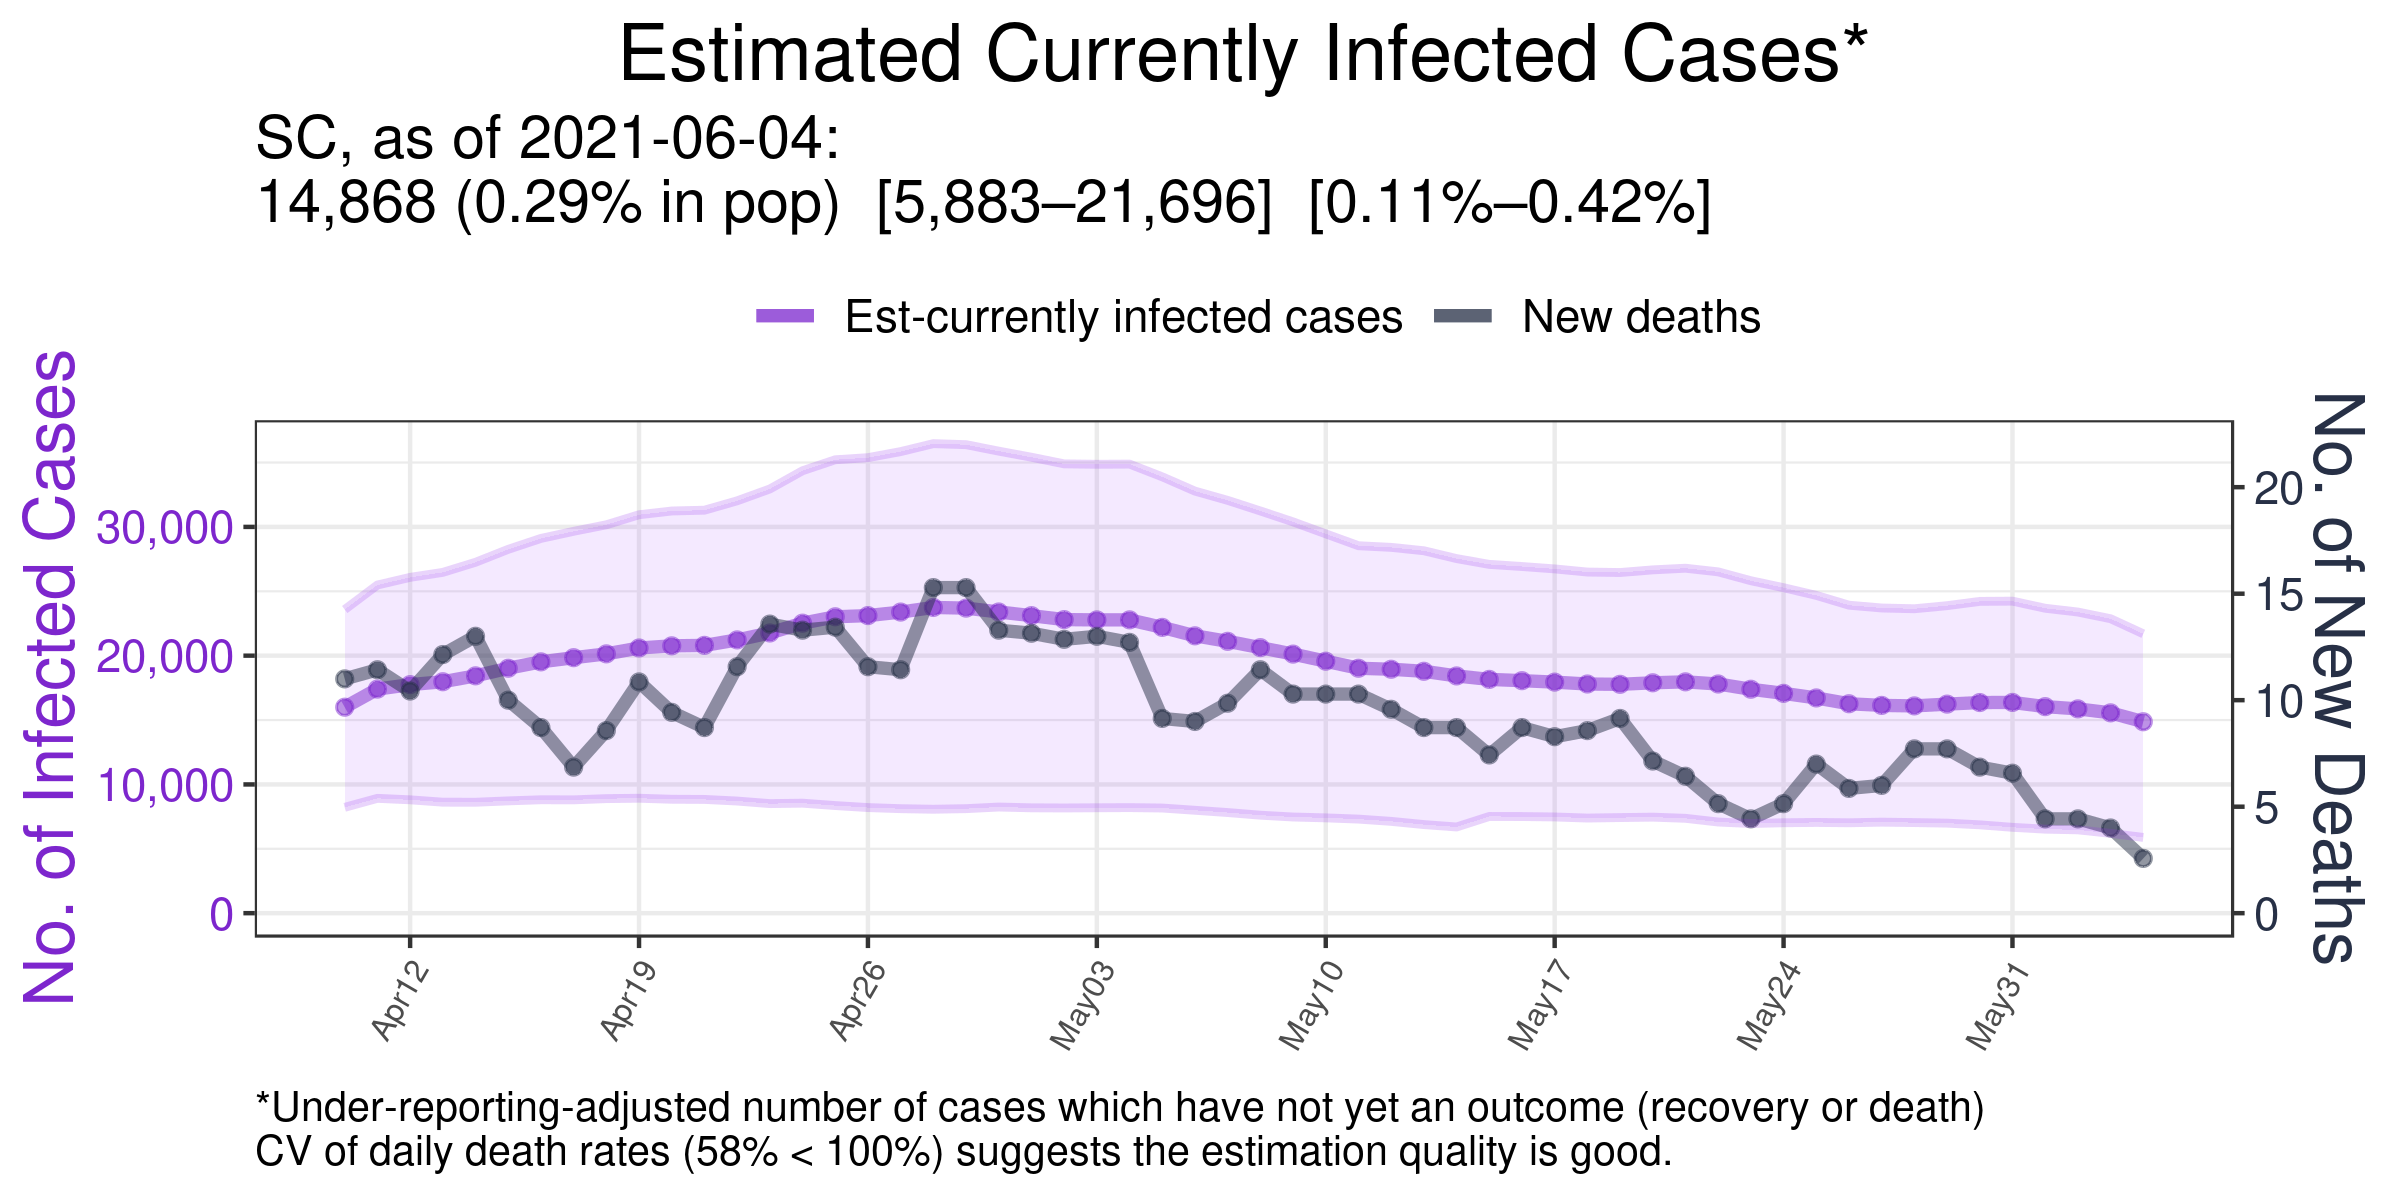 Estimated Currently Infected Cases*
SC, as of 2021-06-04:
14,868 (0.29% in pop)  [5,883–21,696]  [0.11%–0.42%]
Est-currently infected cases
New deaths
No. of Infected Cases
30,000
20,000
10,000
0
No. of New Deaths
20
15
10
5
0
Apr12
Apr19
Apr26
May03
May10
May17
May24
May31
*Under-reporting-adjusted number of cases which have not yet an outcome (recovery or death)
CV of daily death rates (58% < 100%) suggests the estimation quality is good.